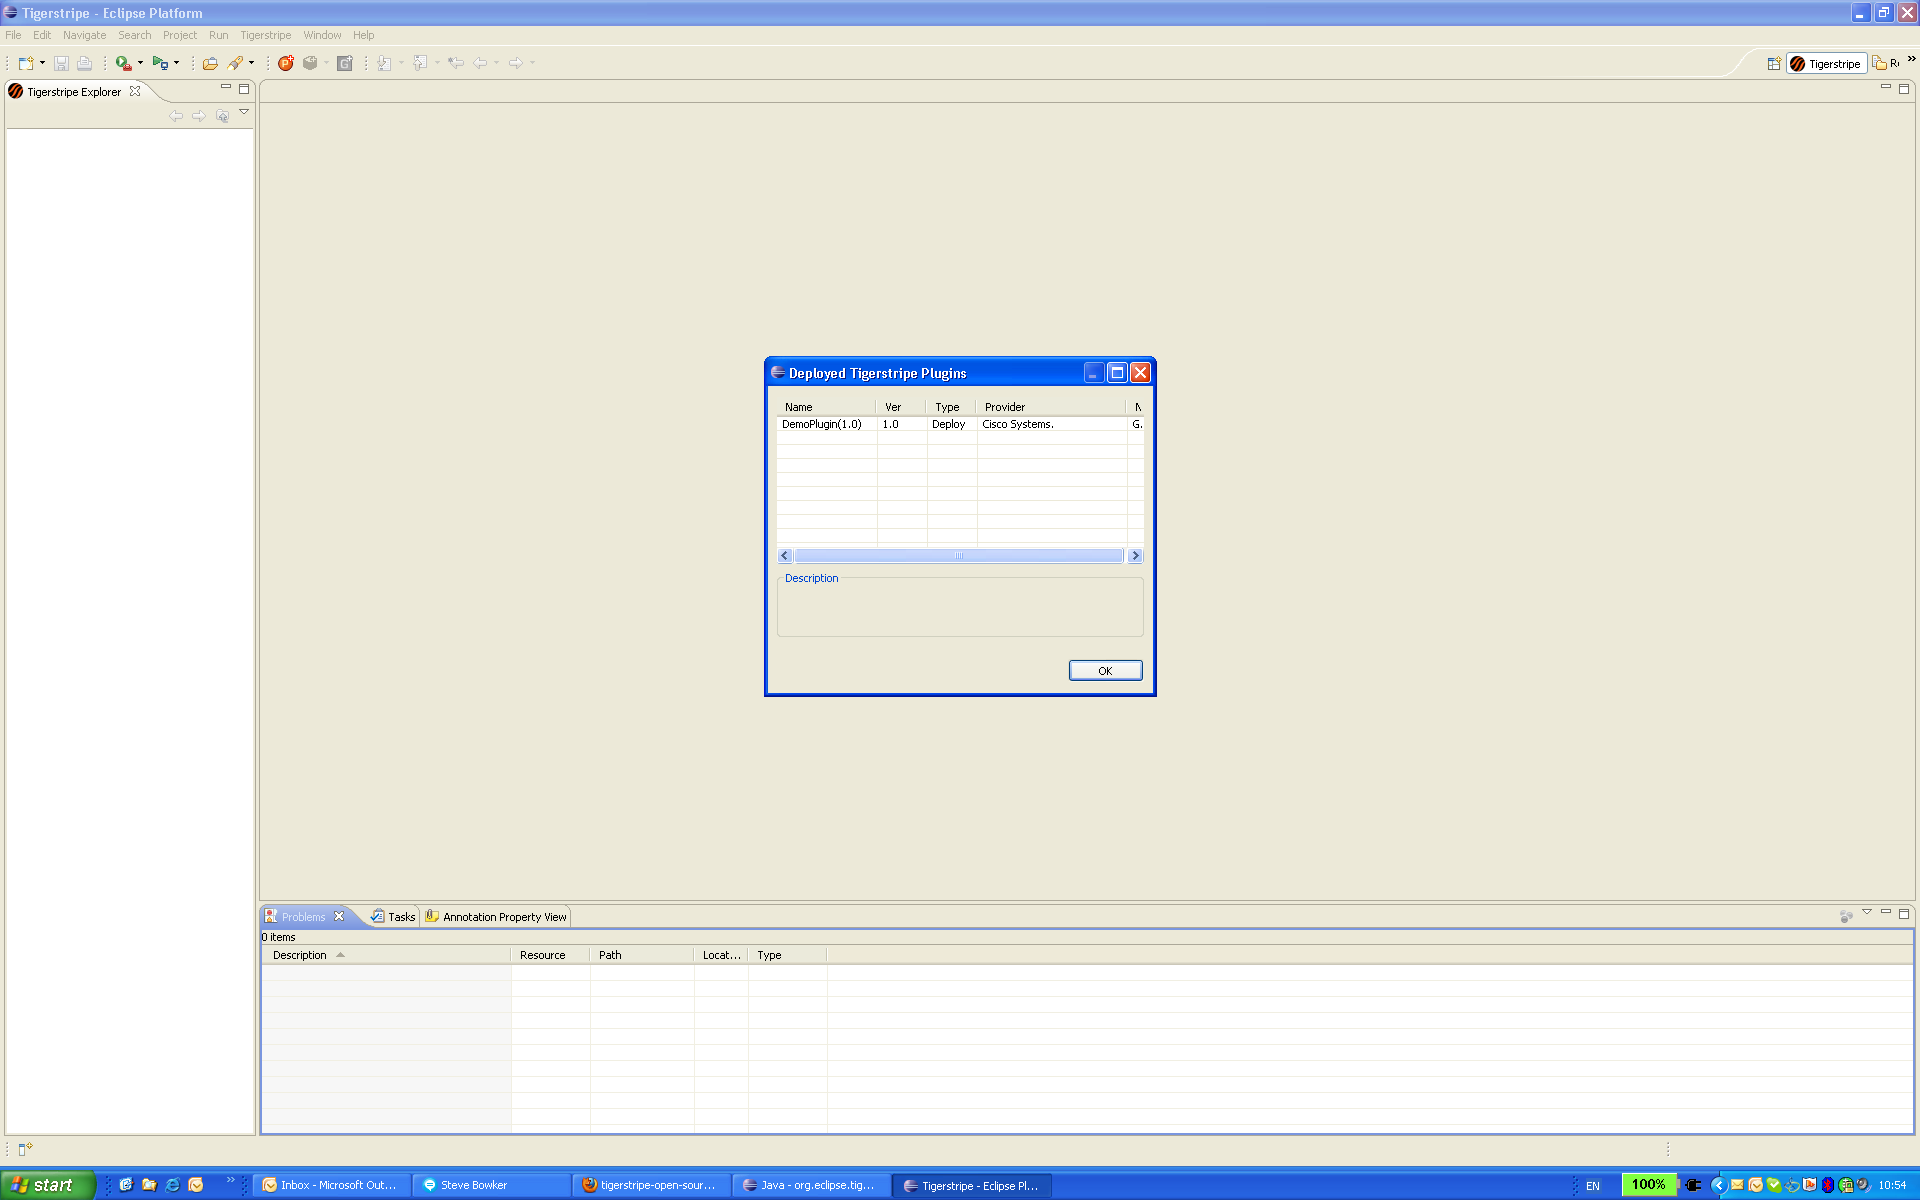 Tigerstripe - Eclipse Platform
File Edit Navigate Search Project Run Tigerstripe Window Help
Tigerstripe
Tigerstripe Explorer
Deployed Tigerstripe Plugins
Name Ver Type Provider N
DemoPlugin(1.0) 1.0 Deploy Cisco Systems. G.
Description
OK
Problems Tasks Annotation Property View
0 items
Description Resource Path Locat... Type
start Inbox - Microsoft Out... Steve Bowker tigerstripe-open-sour... Java - org.eclipse.tig... Tigerstripe - Eclipse Pl... EN 100% 10:54